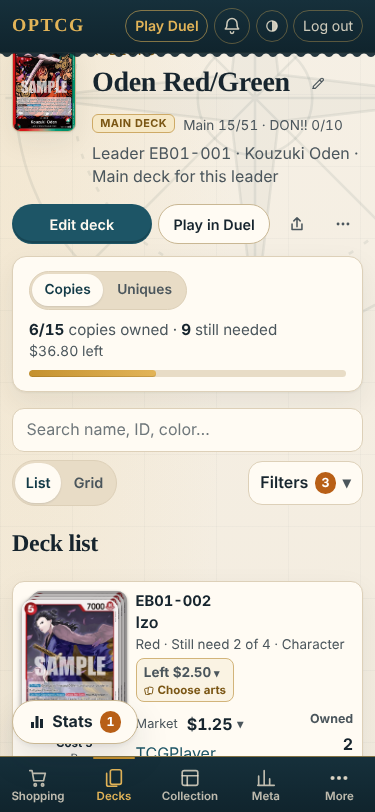 OPTCG
Play Duel
Log out
Oden Red/Green
MAIN DECK
Main 15/51 · DON!! 0/10
Leader EB01-001 · Kouzuki Oden ·
Main deck for this leader
Edit deck
Play in Duel
Copies
Uniques
6/15 copies owned · 9 still needed
$36.80 left
Search name, ID, color...
List
Grid
Filters 3 ▾
Deck list
SAMPLE
5
7000
SAMPLE
EB01-002
Izo
Red · Still need 2 of 4 · Character
Left $2.50 ▾
Choose arts
Market $1.25 ▾
Owned
2
TCGPlayer
Stats 1
Cost 5
Shopping
Decks
Collection
Meta
More